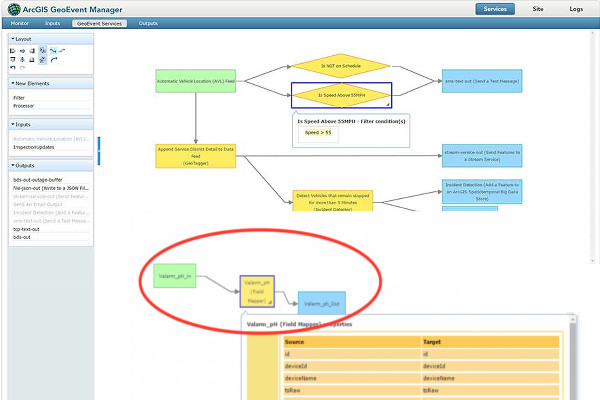 ArcGIS GeoEvent Manager
Services
Site
Logs
Monitor
Inputs
GeoEvent Services
Outputs
Layout
New Elements
Filter
Processor
Inputs
Automatic Vehicle Location (AVL)...
InspectionUpdates
Outputs
bds-out-outage-buffer
file-json-out (Write to a JSON Fil...
stream-service-out (Send Featur...
Send An Email Output
Incident Detection (Add a Featur...
sms-text-out (Send a Text Messa...
tcp-text-out
bds-out
Automatic Vehicle Location (AVL) Feed
Is NOT on Schedule
Is Speed Above 55MPH
sms-text-out (Send a Text Message)
Is Speed Above 55MPH - Filter condition(s)
Speed > 55
Append Service District Detail to Data
Feed
(GeoTagger)
stream-service-out (Send Features to
a Stream Service)
Detect Vehicles that remain stopped
for more than 5 Minutes
(Incident Detector)
Incident Detection (Add a Feature to
an ArcGIS Spatiotemporal Big Data
Store)
Valarm_pH_In
Valarm_pH
(Field
Mapper)
Valarm_pH_Out
Valarm_pH (Field Mapper) Properties
Source Target
id id
deviceId deviceId
deviceName deviceName
tsRaw tsRaw